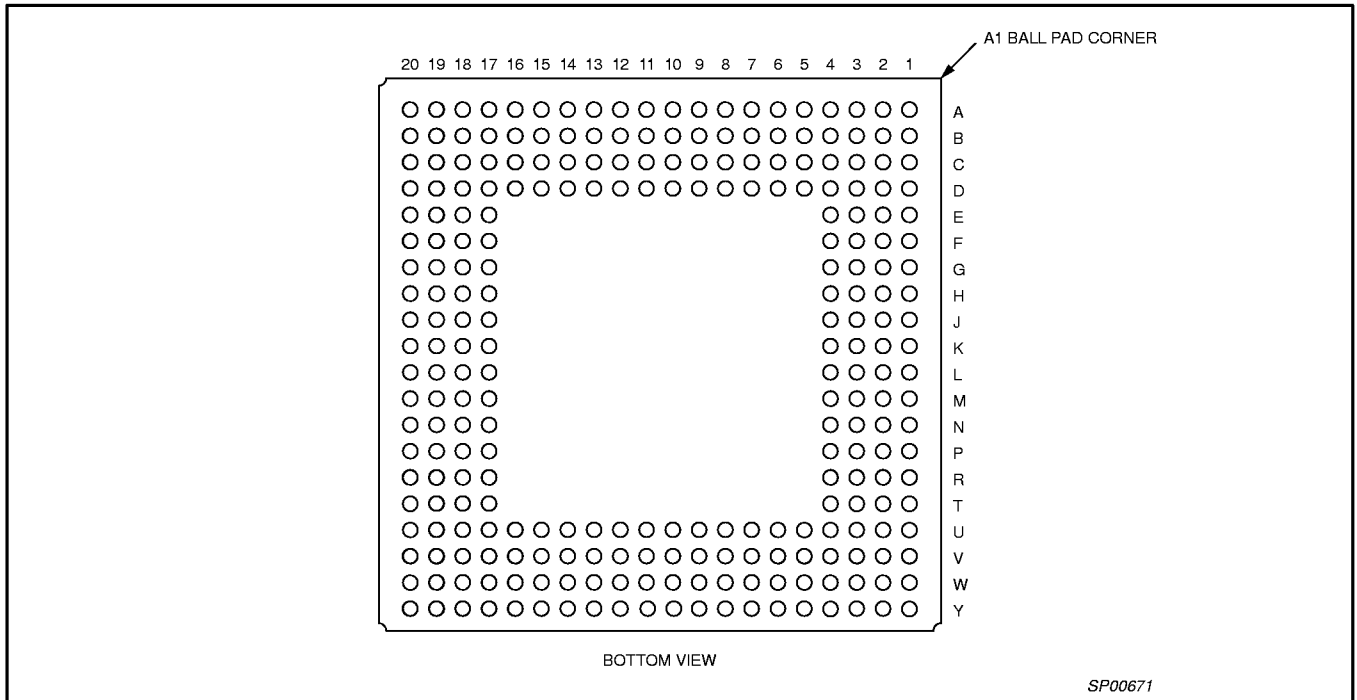 A1 BALL PAD CORNER
20 19 18 17 16 15 14 13 12 11 10 9 8 7 6 5 4 3 2 1
A
B
C
D
E
F
G
H
J
K
L
M
N
P
R
T
U
V
W
Y
BOTTOM VIEW
SP00671